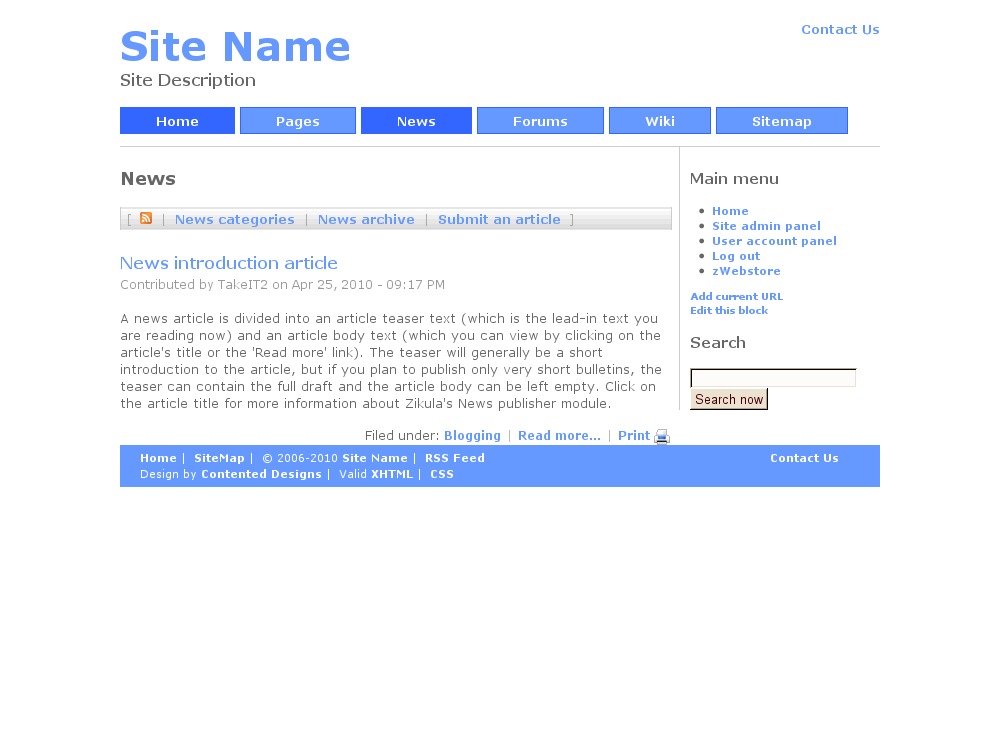 Contact Us
Site Name
Site Description
Home
Pages
News
Forums
Wiki
Sitemap
News
[ | News categories | News archive | Submit an article ]
News introduction article
Contributed by TakeIT2 on Apr 25, 2010 - 09:17 PM
A news article is divided into an article teaser text (which is the lead-in text you
are reading now) and an article body text (which you can view by clicking on the
article's title or the 'Read more' link). The teaser will generally be a short
introduction to the article, but if you plan to publish only very short bulletins, the
teaser can contain the full draft and the article body can be left empty. Click on
the article title for more information about Zikula's News publisher module.
Filed under: Blogging | Read more... | Print
Main menu
• Home
• Site admin panel
• User account panel
• Log out
• zWebstore
Add current URL
Edit this block
Search
Search now
Home | SiteMap | © 2006-2010 Site Name | RSS Feed
Design by Contented Designs | Valid XHTML | CSS
Contact Us